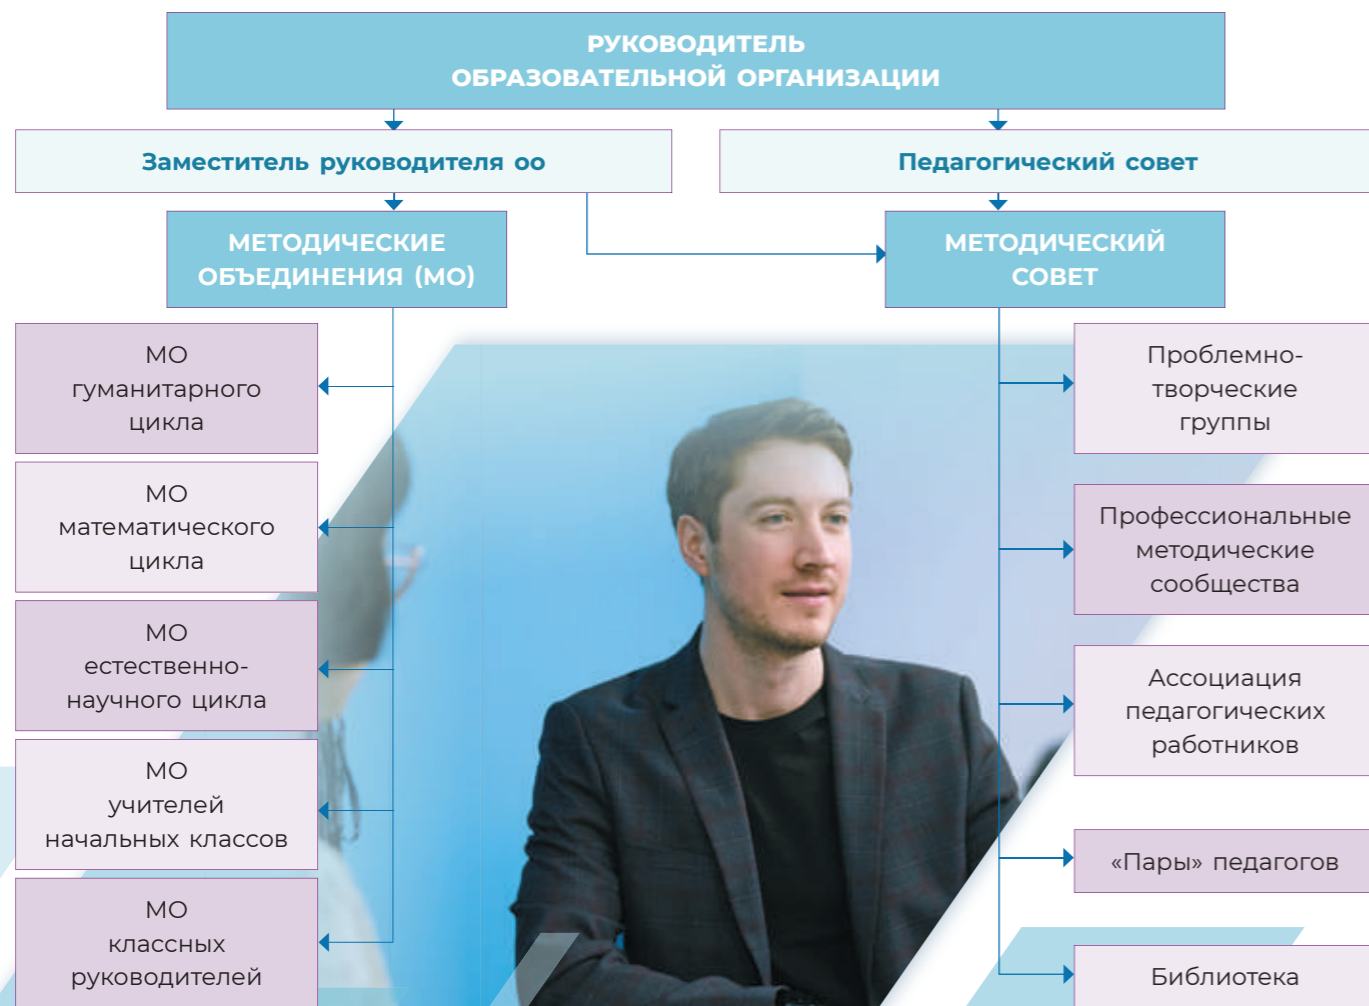 РУКОВОДИТЕЛЬ
ОБРАЗОВАТЕЛЬНОЙ ОРГАНИЗАЦИИ
Заместитель руководителя оо
Педагогический совет
МЕТОДИЧЕСКИЕ
ОБЪЕДИНЕНИЯ (МО)
МЕТОДИЧЕСКИЙ
СОВЕТ
МО
гуманитарного
цикла
МО
математического
цикла
МО
естественно-
научного цикла
МО
учителей
начальных классов
МО
классных
руководителей
Проблемно-
творческие
группы
Профессиональные
методические
сообщества
Ассоциация
педагогических
работников
«Пары» педагогов
Библиотека